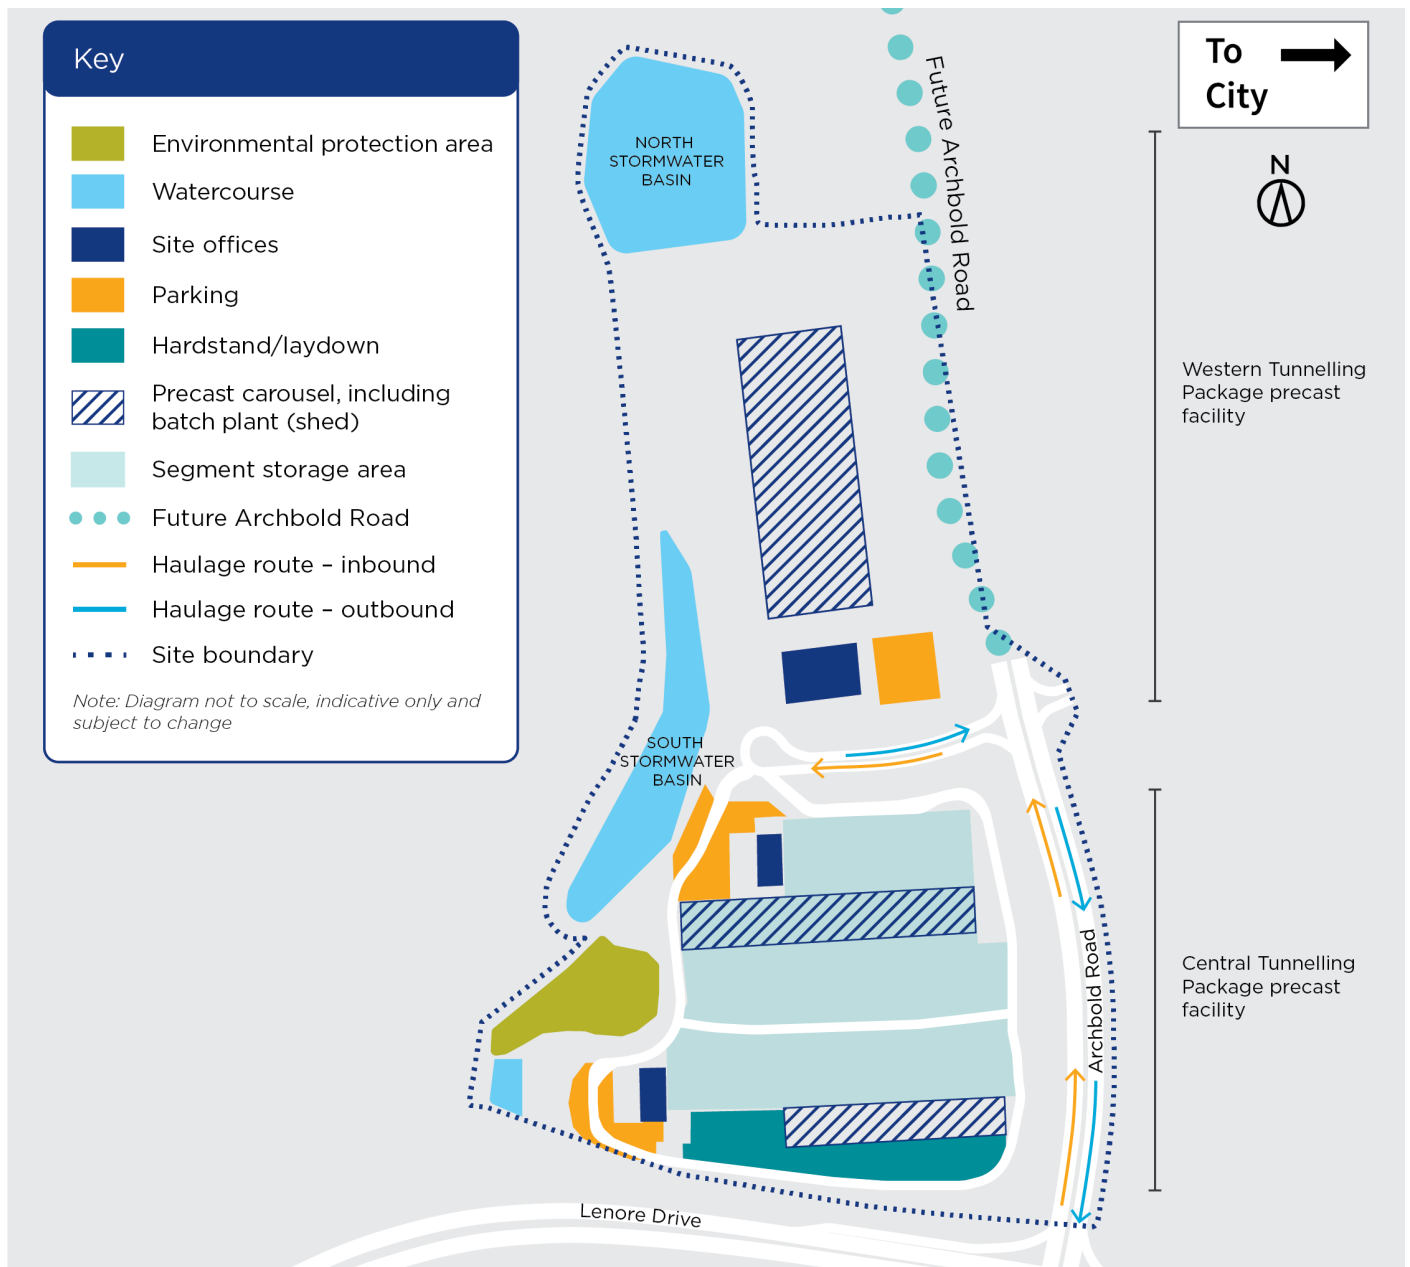 Key
Environmental protection area
Watercourse
Site offices
Parking
Hardstand/laydown
Precast carousel, including
batch plant (shed)
Segment storage area
Future Archbold Road
Haulage route – inbound
Haulage route – outbound
Site boundary
Note: Diagram not to scale, indicative only and
subject to change
NORTH
STORMWATER
BASIN
Future Archbold Road
To
City
N
Western Tunnelling
Package precast
facility
SOUTH
STORMWATER
BASIN
Archbold Road
Central Tunnelling
Package precast
facility
Lenore Drive